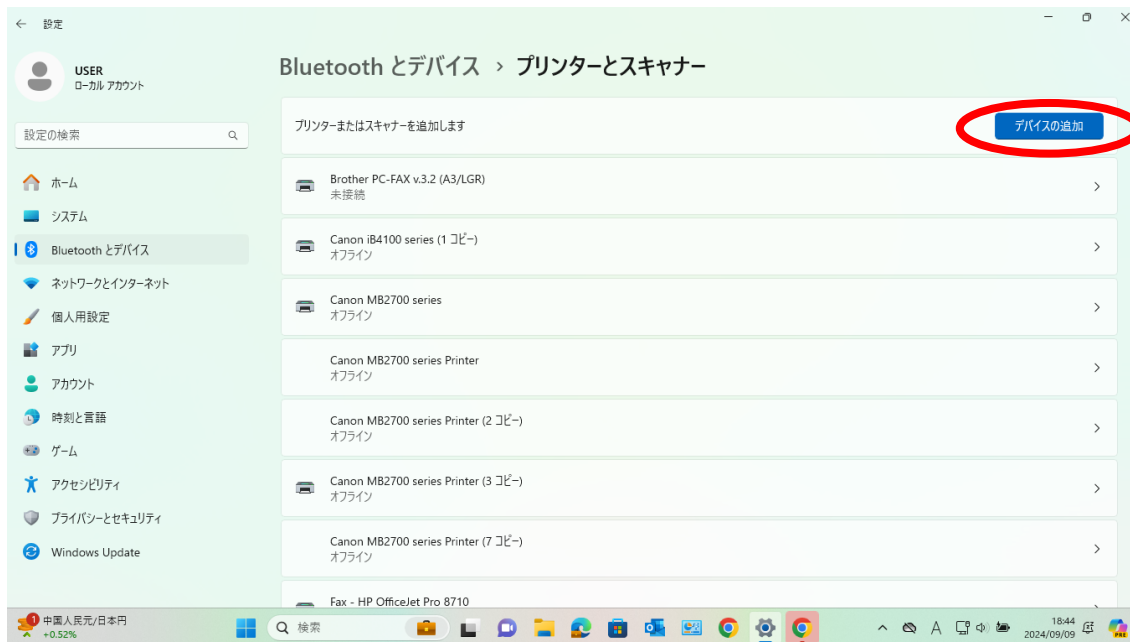 設定
USER
ローカル アカウント
設定の検索
ホーム
システム
Bluetooth とデバイス
ネットワークとインターネット
個人用設定
アプリ
アカウント
時刻と言語
ゲーム
アクセシビリティ
プライバシーとセキュリティ
Windows Update
Bluetooth とデバイス › プリンターとスキャナー
プリンターまたはスキャナーを追加します
デバイスの追加
Brother PC-FAX v.3.2 (A3/LGR)
未接続
Canon iB4100 series (1 コピー)
オフライン
Canon MB2700 series
オフライン
Canon MB2700 series Printer
オフライン
Canon MB2700 series Printer (2 コピー)
オフライン
Canon MB2700 series Printer (3 コピー)
オフライン
Canon MB2700 series Printer (7 コピー)
オフライン
Fax - HP OfficeJet Pro 8710
1
中国人民元/日本円
+0.52%
検索
A
18:44
2024/09/09
PRE